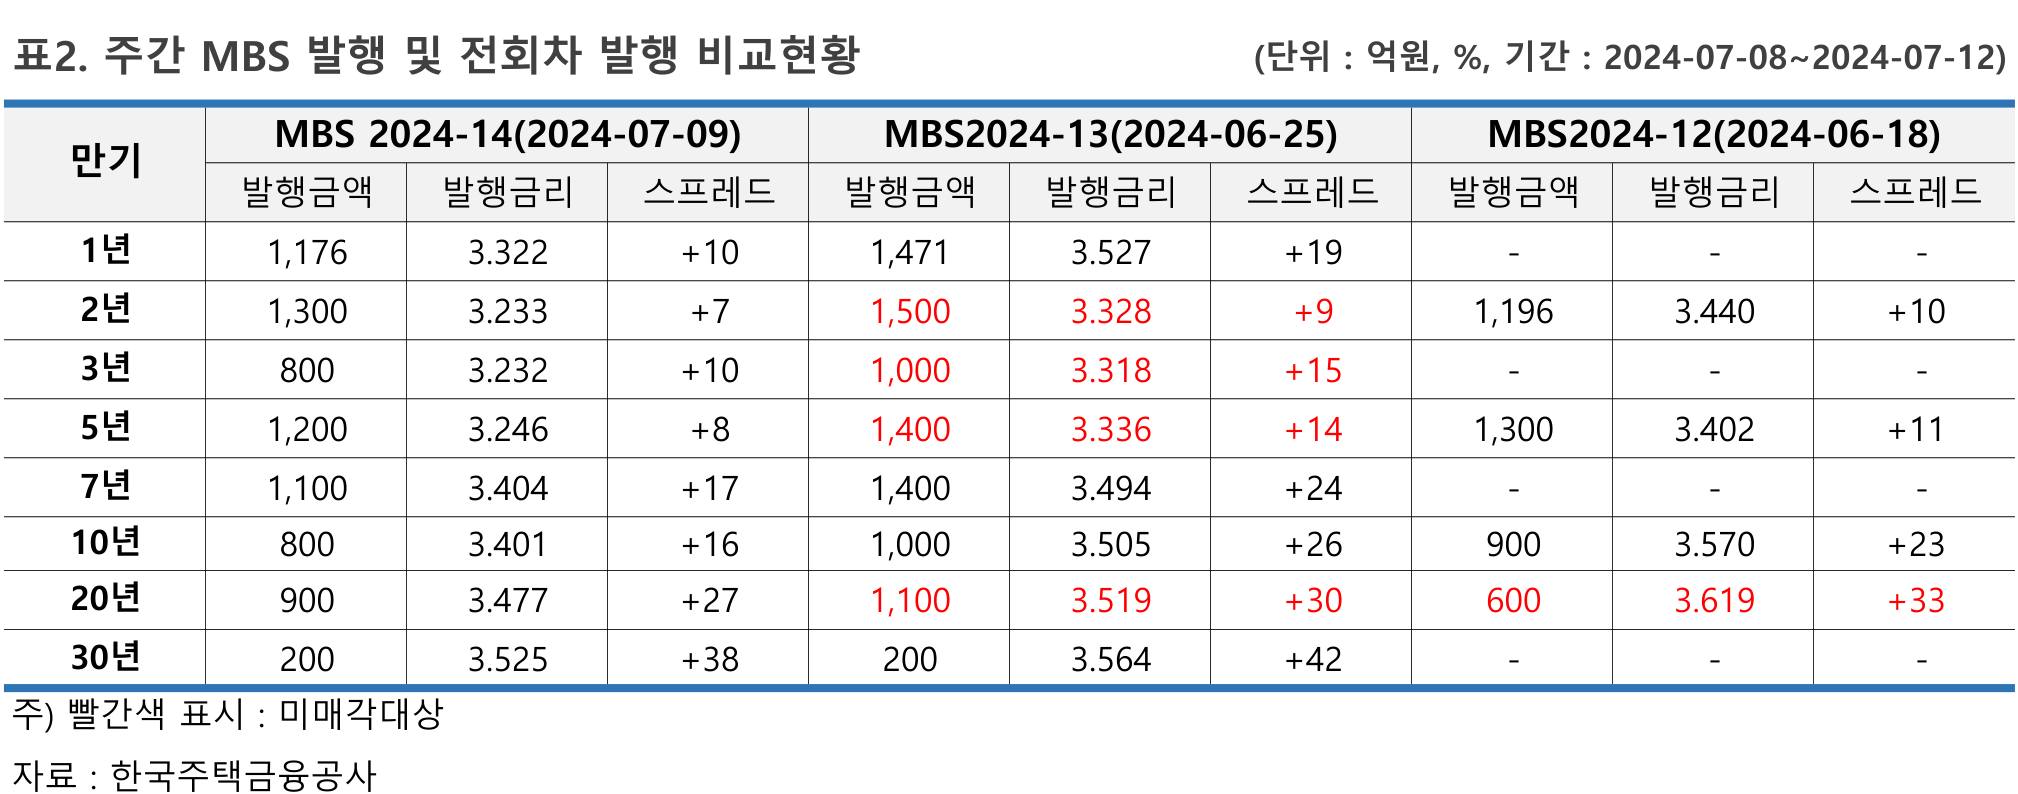 표2. 주간 MBS 발행 및 전회차 발행 비교현황 (단위 : 억원, %, 기간 : 2024-07-08~2024-07-12)
만기 MBS 2024-14(2024-07-09) MBS2024-13(2024-06-25) MBS2024-12(2024-06-18)
발행금액 발행금리 스프레드 발행금액 발행금리 스프레드 발행금액 발행금리 스프레드
1년 1,176 3.322 +10 1,471 3.527 +19 - - -
2년 1,300 3.233 +7 1,500 3.328 +9 1,196 3.440 +10
3년 800 3.232 +10 1,000 3.318 +15 - - -
5년 1,200 3.246 +8 1,400 3.336 +14 1,300 3.402 +11
7년 1,100 3.404 +17 1,400 3.494 +24 - - -
10년 800 3.401 +16 1,000 3.505 +26 900 3.570 +23
20년 900 3.477 +27 1,100 3.519 +30 600 3.619 +33
30년 200 3.525 +38 200 3.564 +42 - - -
주) 빨간색 표시 : 미매각대상
자료 : 한국주택금융공사